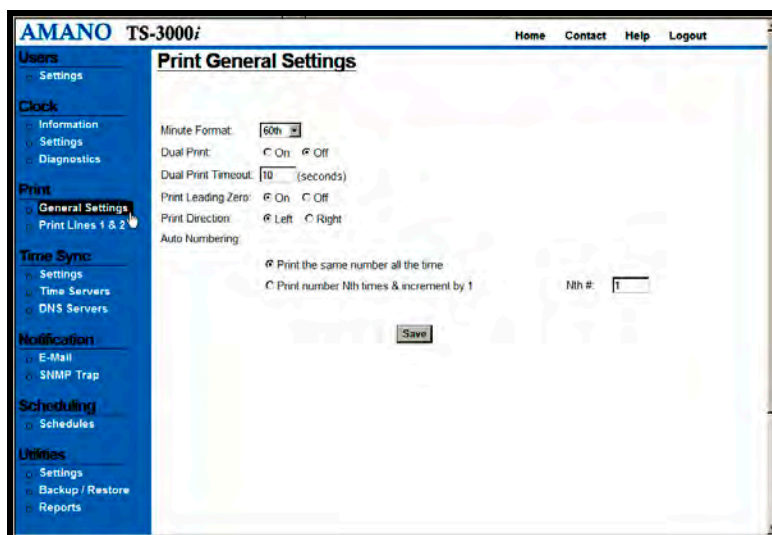 AMANO TS-3000i
Home Contact Help Logout
Users
Settings
Clock
Information
Settings
Diagnostics
Print
General Settings
Print Lines 1 & 2
Time Sync
Settings
Time Servers
DNS Servers
Notification
E-Mail
SNMP Trap
Scheduling
Schedules
Utilities
Settings
Backup / Restore
Reports
Print General Settings
Minute Format: 60th
Dual Print: On Off
Dual Print Timeout: 10 (seconds)
Print Leading Zero: On Off
Print Direction: Left Right
Auto Numbering:
Print the same number all the time
Print number Nth times & increment by 1 Nth #: 1
Save